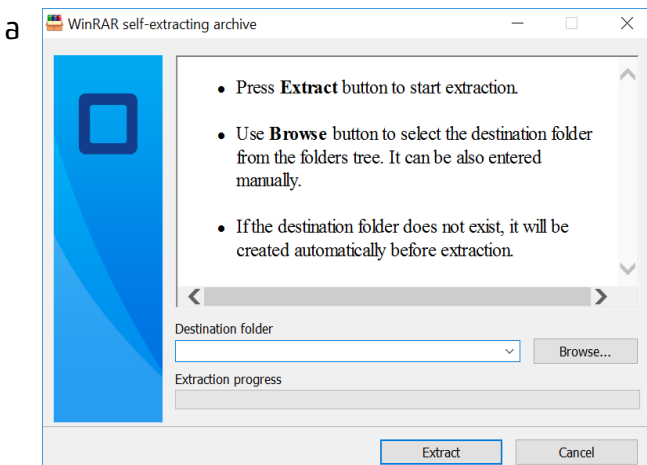 a
WinRAR self-extracting archive
• Press Extract button to start extraction.
• Use Browse button to select the destination folder
from the folders tree. It can be also entered
manually.
• If the destination folder does not exist, it will be
created automatically before extraction.
Destination folder
Browse...
Extraction progress
Extract Cancel